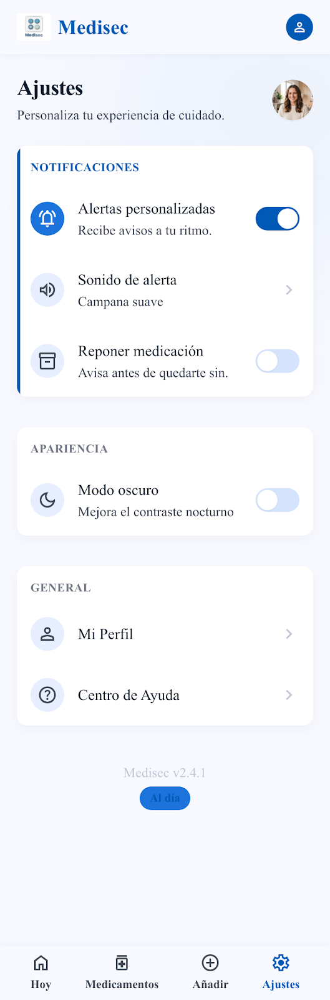 Medisec
Medisec
Ajustes
Personaliza tu experiencia de cuidado.
NOTIFICACIONES
Alertas personalizadas
Recibe avisos a tu ritmo.
Sonido de alerta
Campana suave
Reponer medicación
Avisa antes de quedarte sin.
APARIENCIA
Modo oscuro
Mejora el contraste nocturno
GENERAL
Mi Perfil
Centro de Ayuda
Medisec v2.4.1
Al día
Hoy
Medicamentos
Añadir
Ajustes